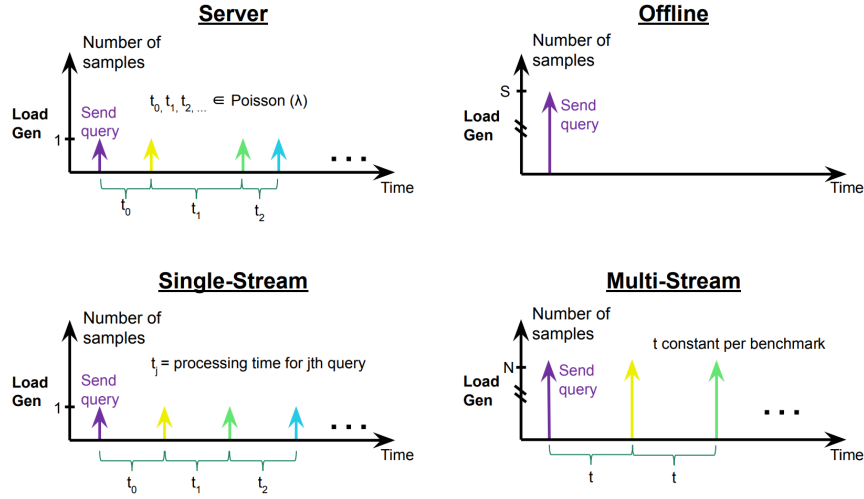 Server
Number of
samples
t0, t1, t2, ... ∈ Poisson (λ)
Load
Gen
1
Send
query
...
Time
t0
t1
t2
Offline
Number of
samples
S
Load
Gen
Send
query
Time
Single-Stream
Number of
samples
tj = processing time for jth query
Load
Gen
1
Send
query
...
Time
t0
t1
t2
Multi-Stream
Number of
samples
t constant per benchmark
N
Load
Gen
Send
query
...
Time
t
t